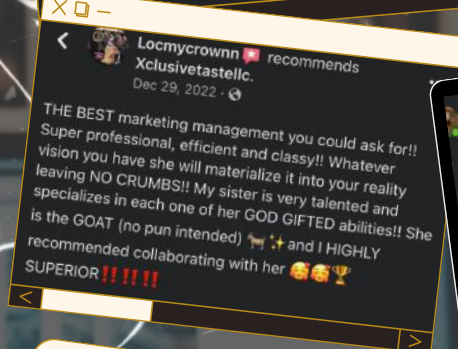 Locmycrownn recommends
Xclusivetastellc.
Dec 29, 2022 ·
THE BEST marketing management you could ask for!!
Super professional, efficient and classy!! Whatever
vision you have she will materialize it into your reality
leaving NO CRUMBS!! My sister is very talented and
specializes in each one of her GOD GIFTED abilities!! She
is the GOAT (no pun intended) 🐐✨and I HIGHLY
recommended collaborating with her 🥰🥰🏆
SUPERIOR‼️‼️‼️